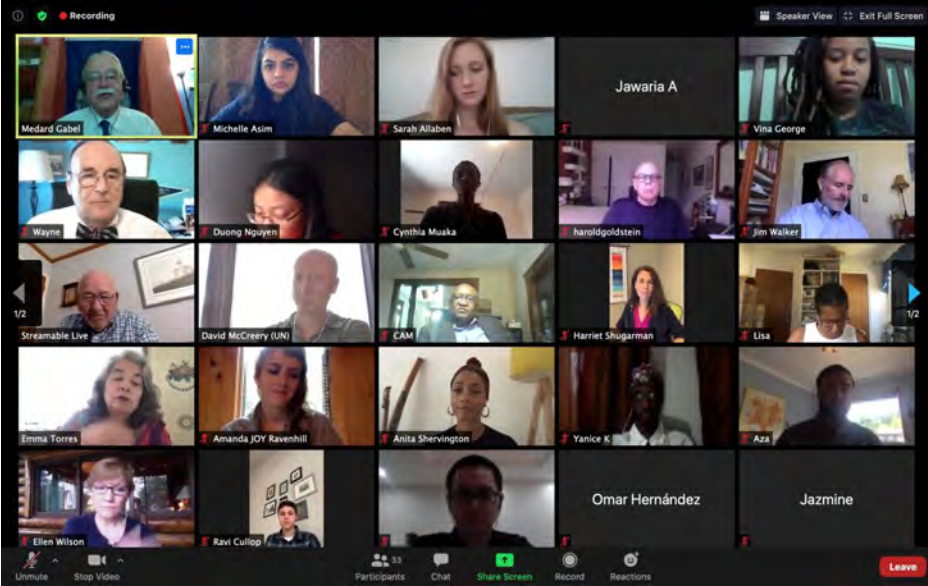 Recording
Speaker View
Exit Full Screen
Medard Gabel
Michelle Asim
Sarah Allaben
Jawaria A
Vina George
Wayne
Duong Nguyen
Cynthia Muaka
haroldgoldstein
Jim Walker
1/2
1/2
Streamable Live
David McCreery (UN)
CAM
Harriet Shugarman
Lisa
Emma Torres
Amanda JOY Ravenhill
Anita Shervington
Yanice K
Aza
Ellen Wilson
Ravi Cullop
Omar Hernández
Jazmine
Unmute
Stop Video
33
Participants
Chat
Share Screen
Record
Reactions
Leave